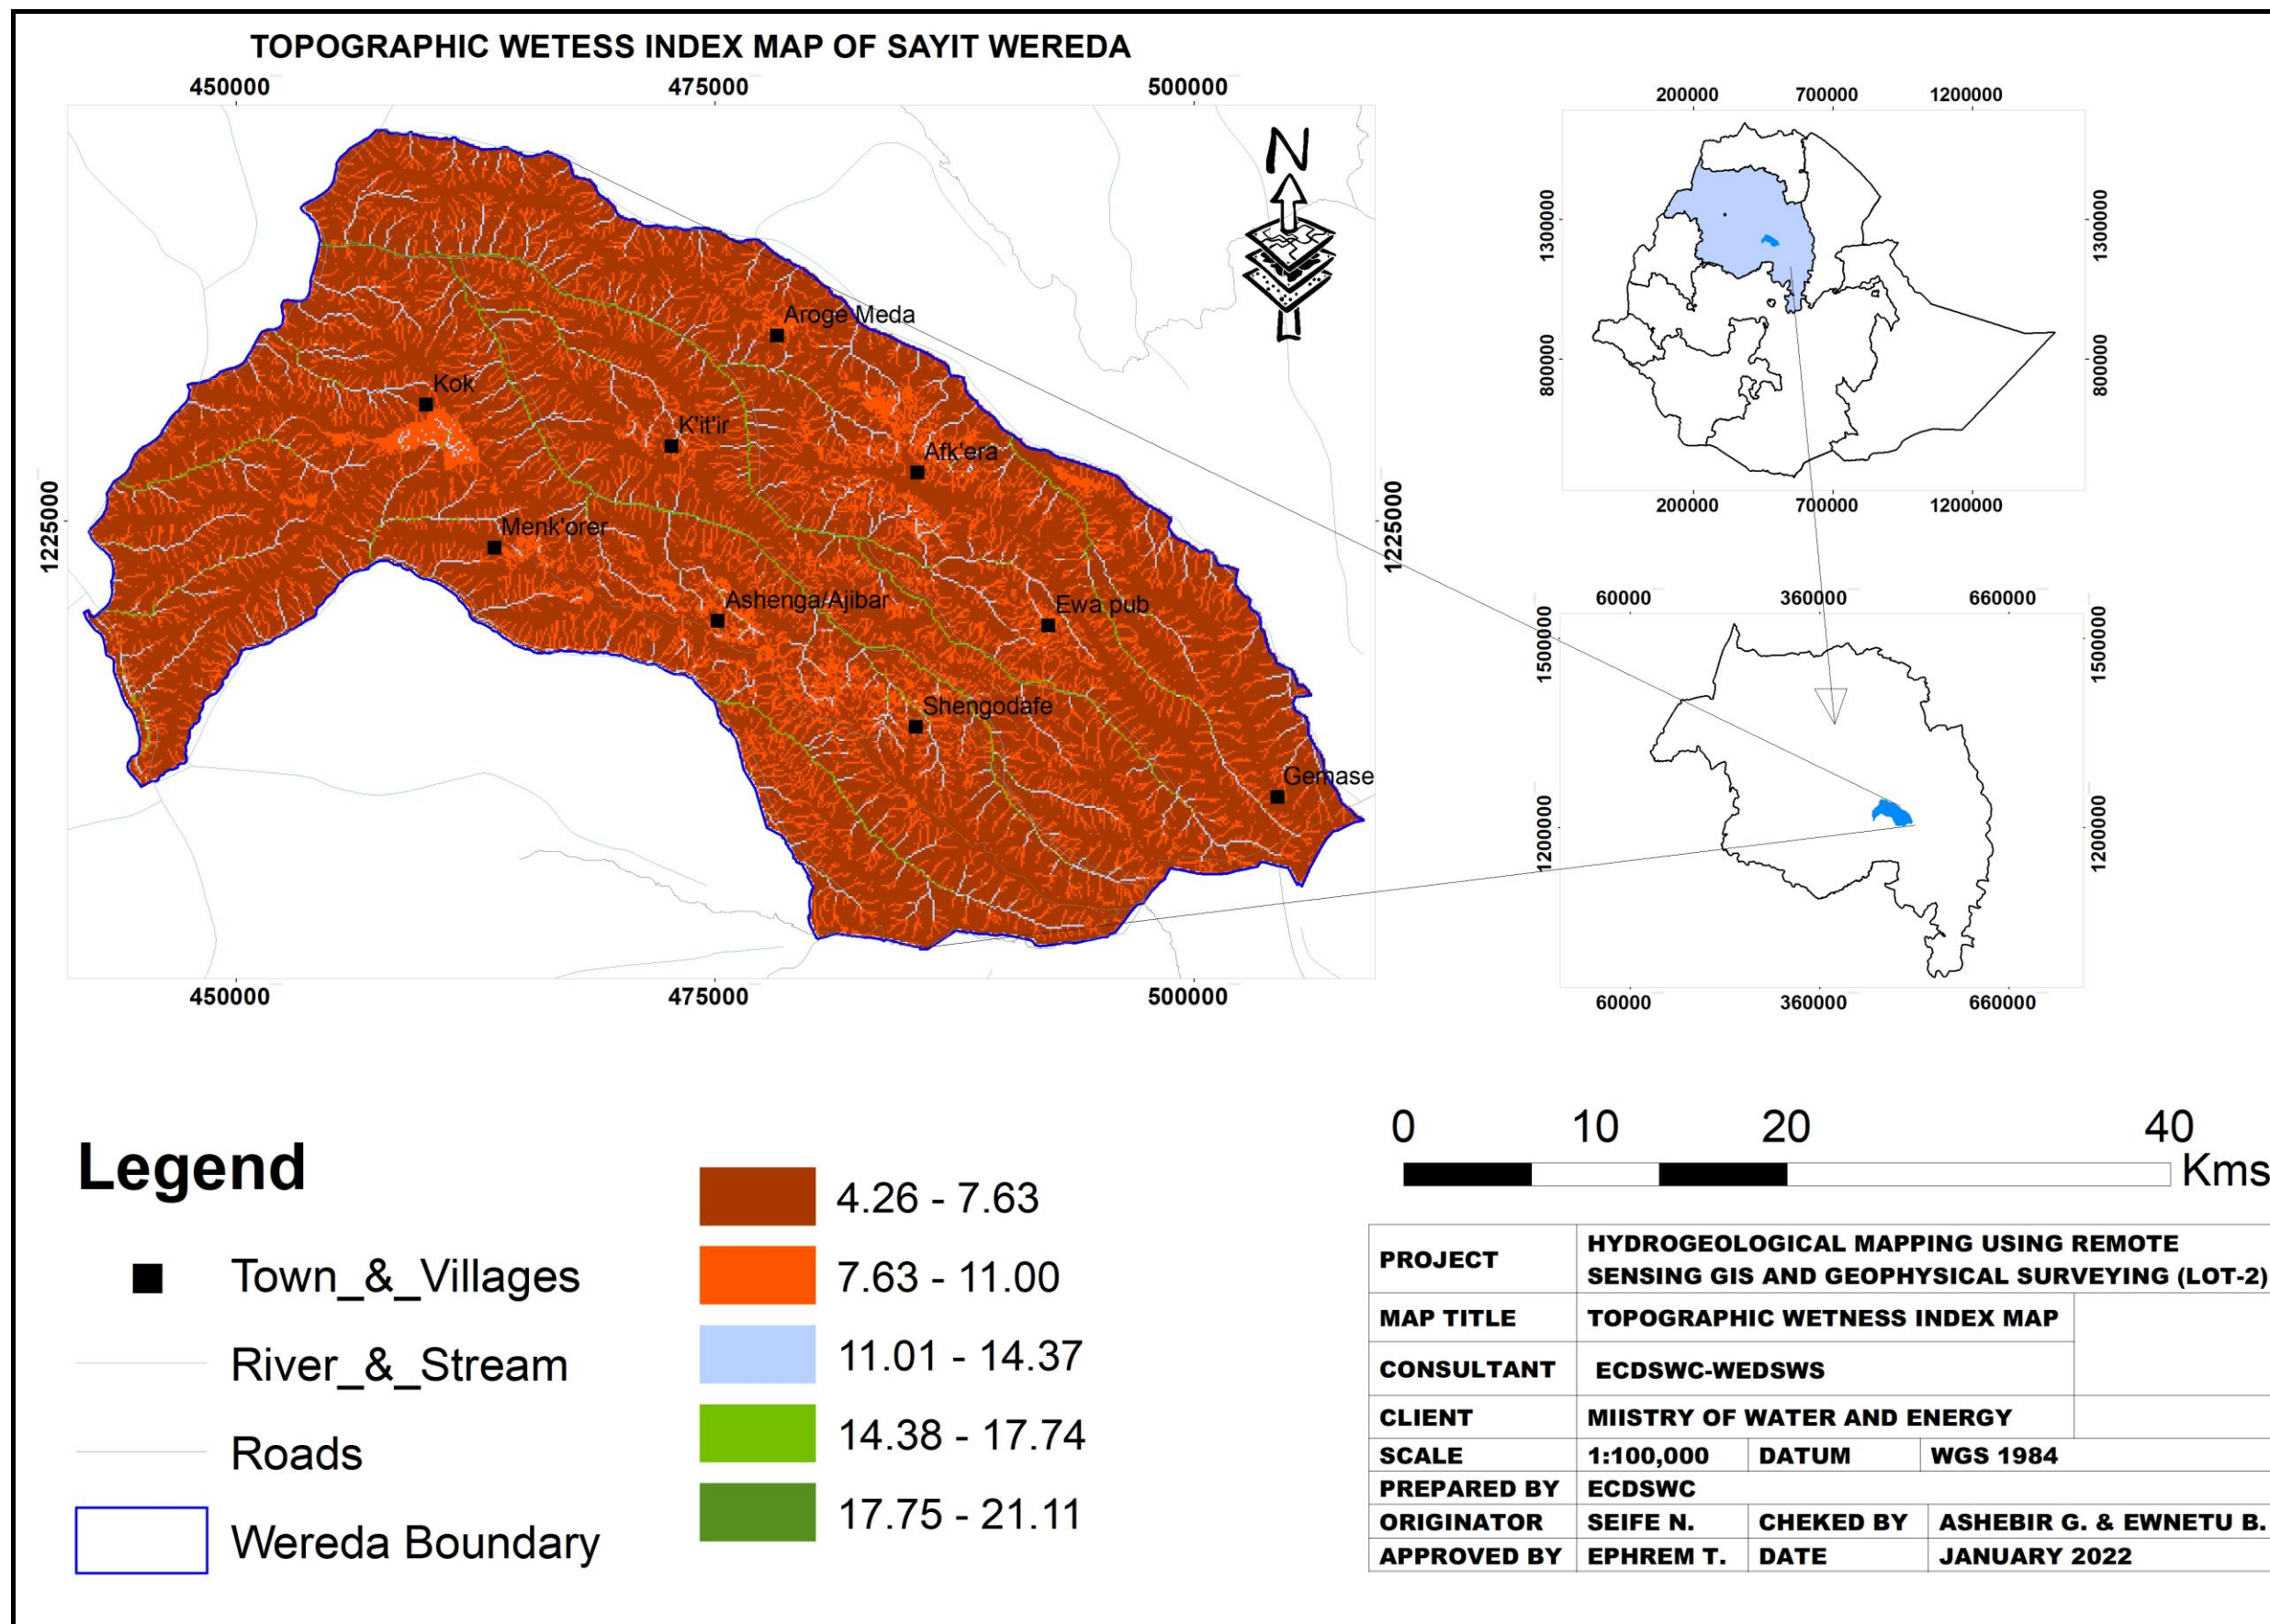 TOPOGRAPHIC WETESS INDEX MAP OF SAYIT WEREDA
450000 475000 500000
N
Aroge Meda
Kok
K'it'ir
Afk'era
1225000 1225000
Menk'orer
Ashenga/Ajibar
Ewa pub
Shengodafe
Gemase
450000 475000 500000
200000 700000 1200000
1300000 1300000
800000 800000
200000 700000 1200000
60000 360000 660000
1500000 1500000
1200000 1200000
60000 360000 660000
Legend
Town_&_Villages
River_&_Stream
Roads
Wereda Boundary
4.26 - 7.63
7.63 - 11.00
11.01 - 14.37
14.38 - 17.74
17.75 - 21.11
0 10 20 40
Kms
PROJECT HYDROGEOLOGICAL MAPPING USING REMOTE
SENSING GIS AND GEOPHYSICAL SURVEYING (LOT-2)
MAP TITLE TOPOGRAPHIC WETNESS INDEX MAP
CONSULTANT ECDSWC-WEDSWS
CLIENT MIISTRY OF WATER AND ENERGY
SCALE 1:100,000 DATUM WGS 1984
PREPARED BY ECDSWC
ORIGINATOR SEIFE N. CHEKED BY ASHEBIR G. & EWNETU B.
APPROVED BY EPHREM T. DATE JANUARY 2022